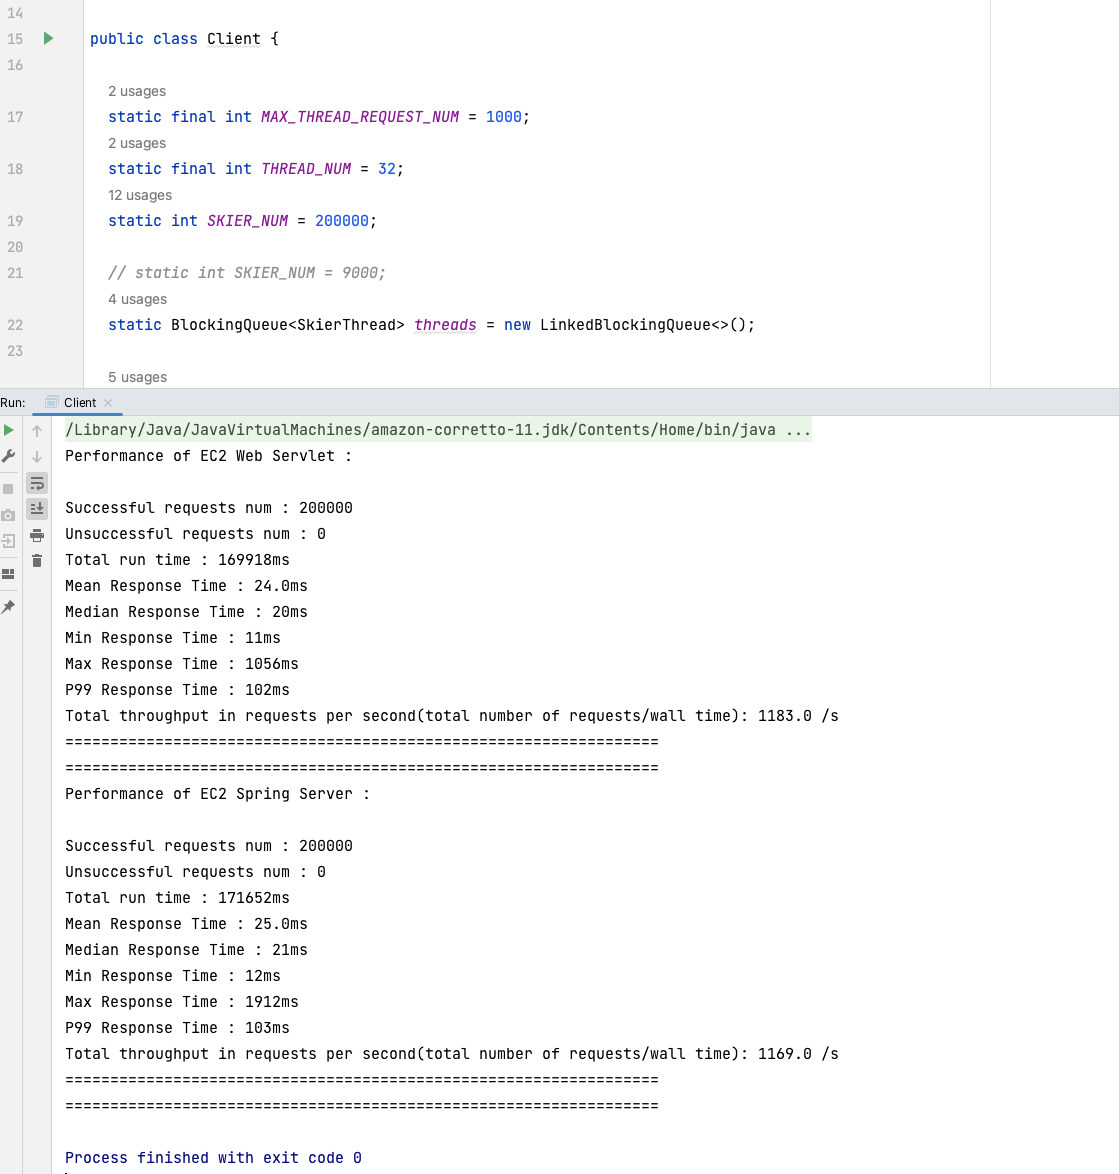 14
15 public class Client {
16
2 usages
17 static final int MAX_THREAD_REQUEST_NUM = 1000;
2 usages
18 static final int THREAD_NUM = 32;
12 usages
19 static int SKIER_NUM = 200000;
20
21 // static int SKIER_NUM = 9000;
4 usages
22 static BlockingQueue<SkierThread> threads = new LinkedBlockingQueue<>();
23
5 usages
Run: Client
/Library/Java/JavaVirtualMachines/amazon-corretto-11.jdk/Contents/Home/bin/java ...
Performance of EC2 Web Servlet :
Successful requests num : 200000
Unsuccessful requests num : 0
Total run time : 169918ms
Mean Response Time : 24.0ms
Median Response Time : 20ms
Min Response Time : 11ms
Max Response Time : 1056ms
P99 Response Time : 102ms
Total throughput in requests per second(total number of requests/wall time): 1183.0 /s
==================================================================
==================================================================
Performance of EC2 Spring Server :
Successful requests num : 200000
Unsuccessful requests num : 0
Total run time : 171652ms
Mean Response Time : 25.0ms
Median Response Time : 21ms
Min Response Time : 12ms
Max Response Time : 1912ms
P99 Response Time : 103ms
Total throughput in requests per second(total number of requests/wall time): 1169.0 /s
==================================================================
==================================================================
Process finished with exit code 0